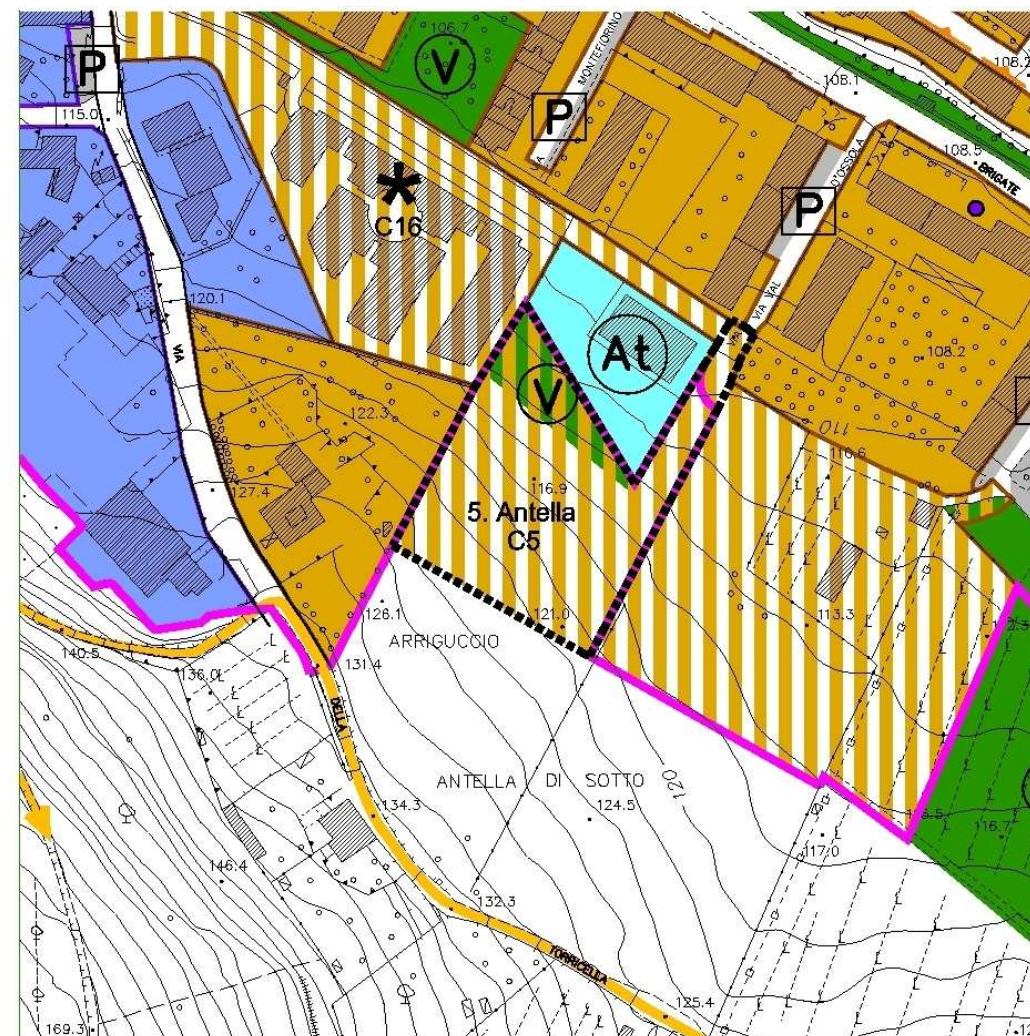 106.7
V
P
115.0
MONTEFIORINO
P
108.1
108.2
108.5
BRIGATE
*
C16
D'OSSOLA
P
VIA VAL
120.1
VIA
At
V
108.2
122.3
110
110.6
127.4
116.9
5. Antella
C5
126.1
121.0
113.3
140.5
136.0
131.4
ARRIGUCCIO
DELLA
ANTELLA DI SOTTO
124.5
120
134.3
116.7
117.0
146.4
132.3
TORRICELLA
125.4
169.3